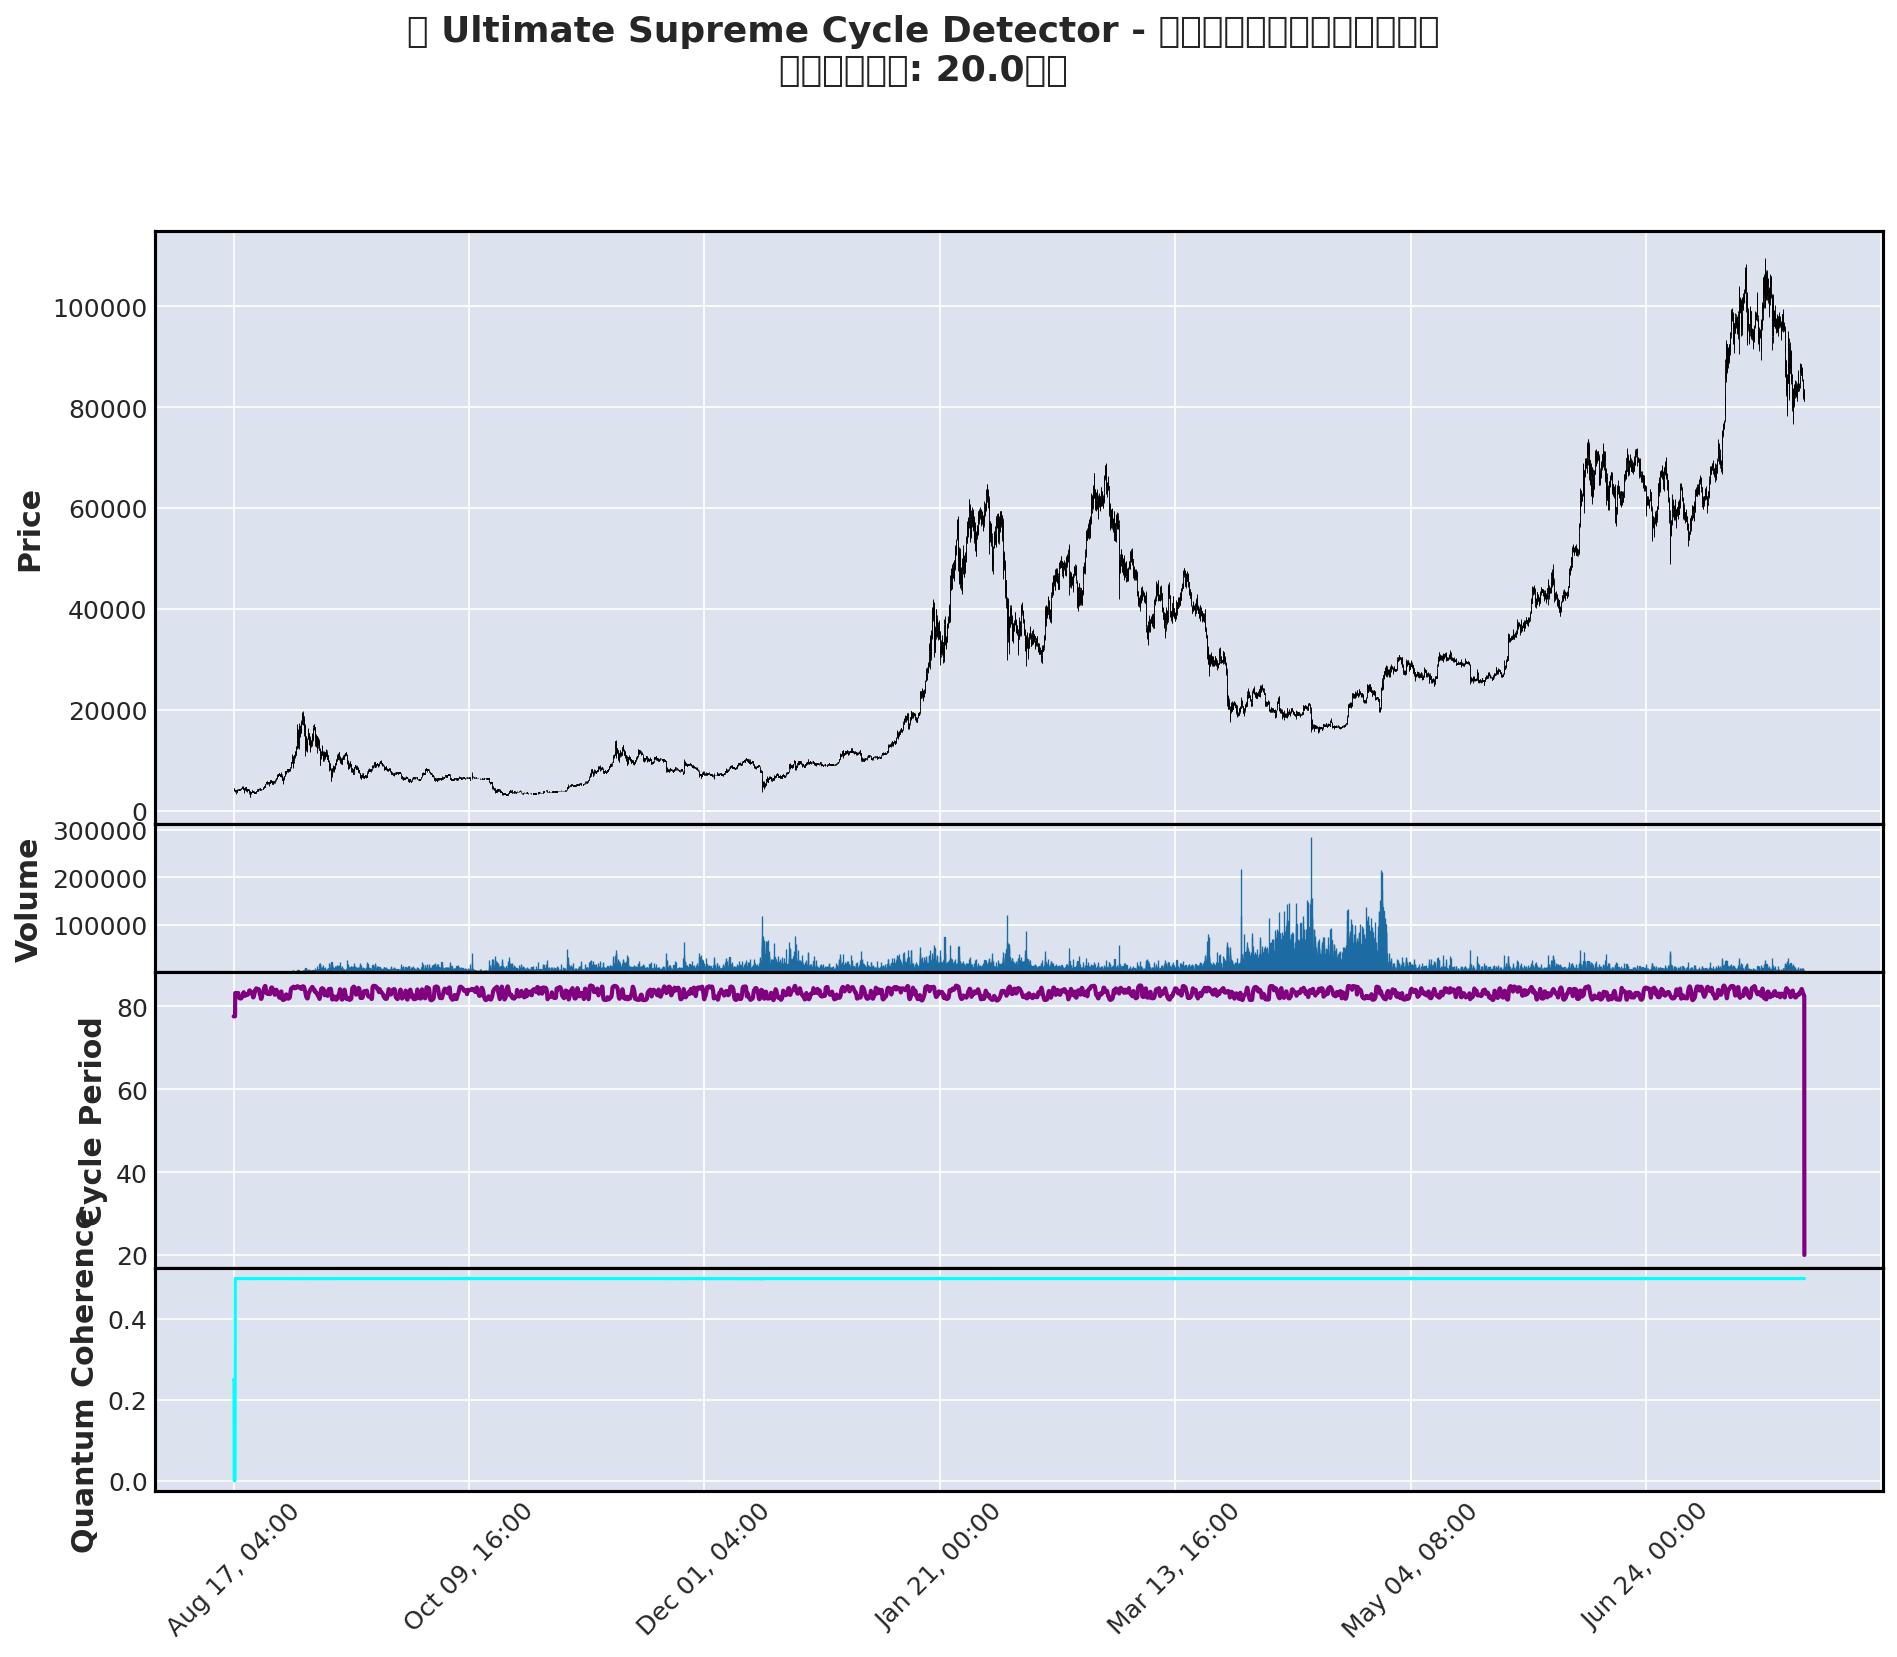 Ultimate Supreme Cycle Detector -
: 20.0
Price
100000
80000
60000
40000
20000
0
Volume
300000
200000
100000
Cycle Period
80
60
40
20
Quantum Coherence
0.4
0.2
0.0
Aug 17, 04:00
Oct 09, 16:00
Dec 01, 04:00
Jan 21, 00:00
Mar 13, 16:00
May 04, 08:00
Jun 24, 00:00